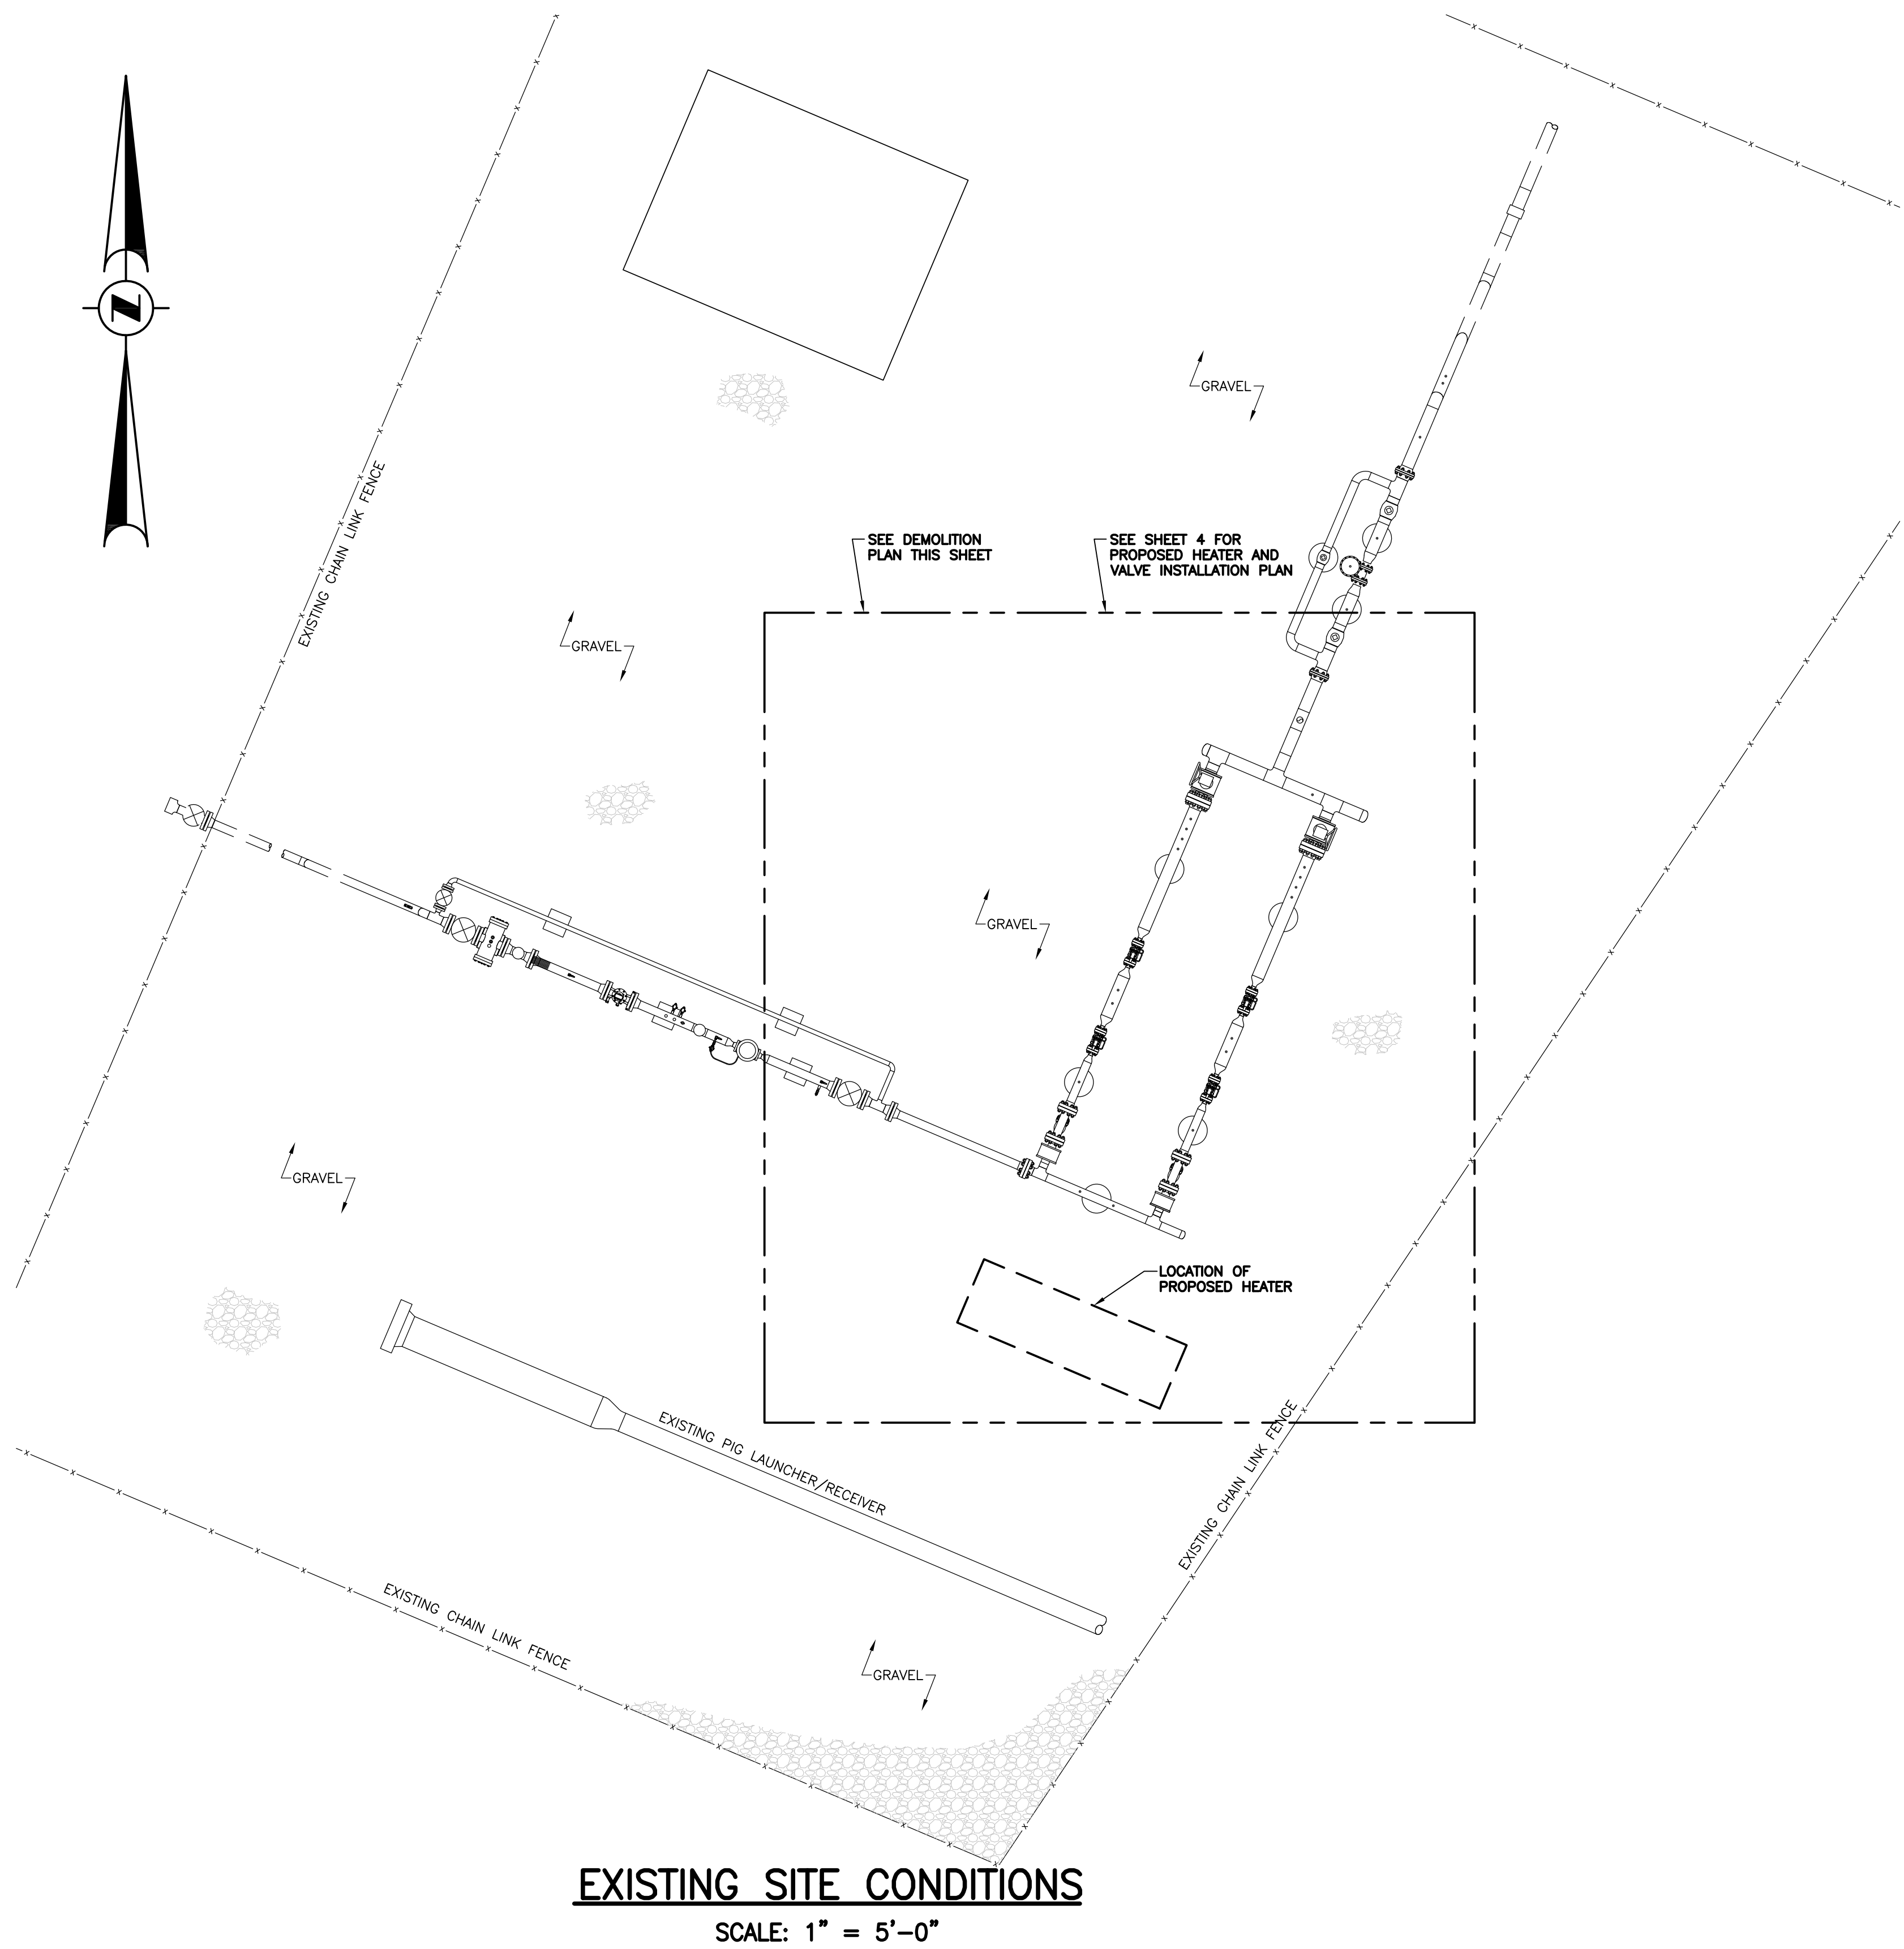 N
GRAVEL
EXISTING CHAIN LINK FENCE
SEE DEMOLITION
PLAN THIS SHEET
SEE SHEET 4 FOR
PROPOSED HEATER AND
VALVE INSTALLATION PLAN
GRAVEL
GRAVEL
GRAVEL
LOCATION OF
PROPOSED HEATER
EXISTING PIG LAUNCHER/RECEIVER
EXISTING CHAIN LINK FENCE
EXISTING CHAIN LINK FENCE
GRAVEL
EXISTING SITE CONDITIONS
SCALE: 1" = 5'-0"